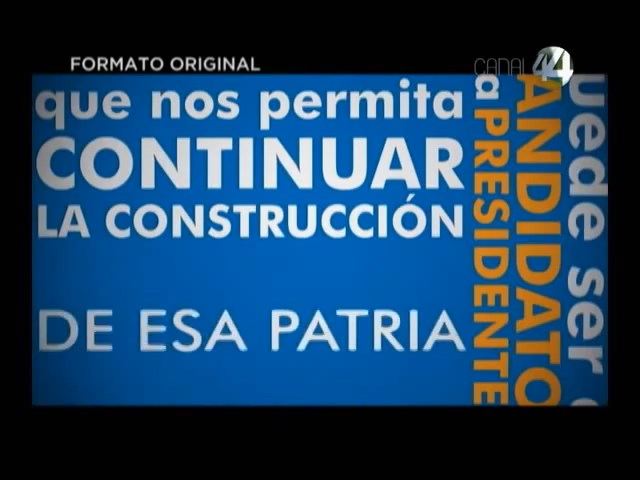 FORMATO ORIGINAL
CANAL 44
que nos permita
CONTINUAR
LA CONSTRUCCIÓN
DE ESA PATRIA
a PRESIDENTE
ANDIDATO
uede ser